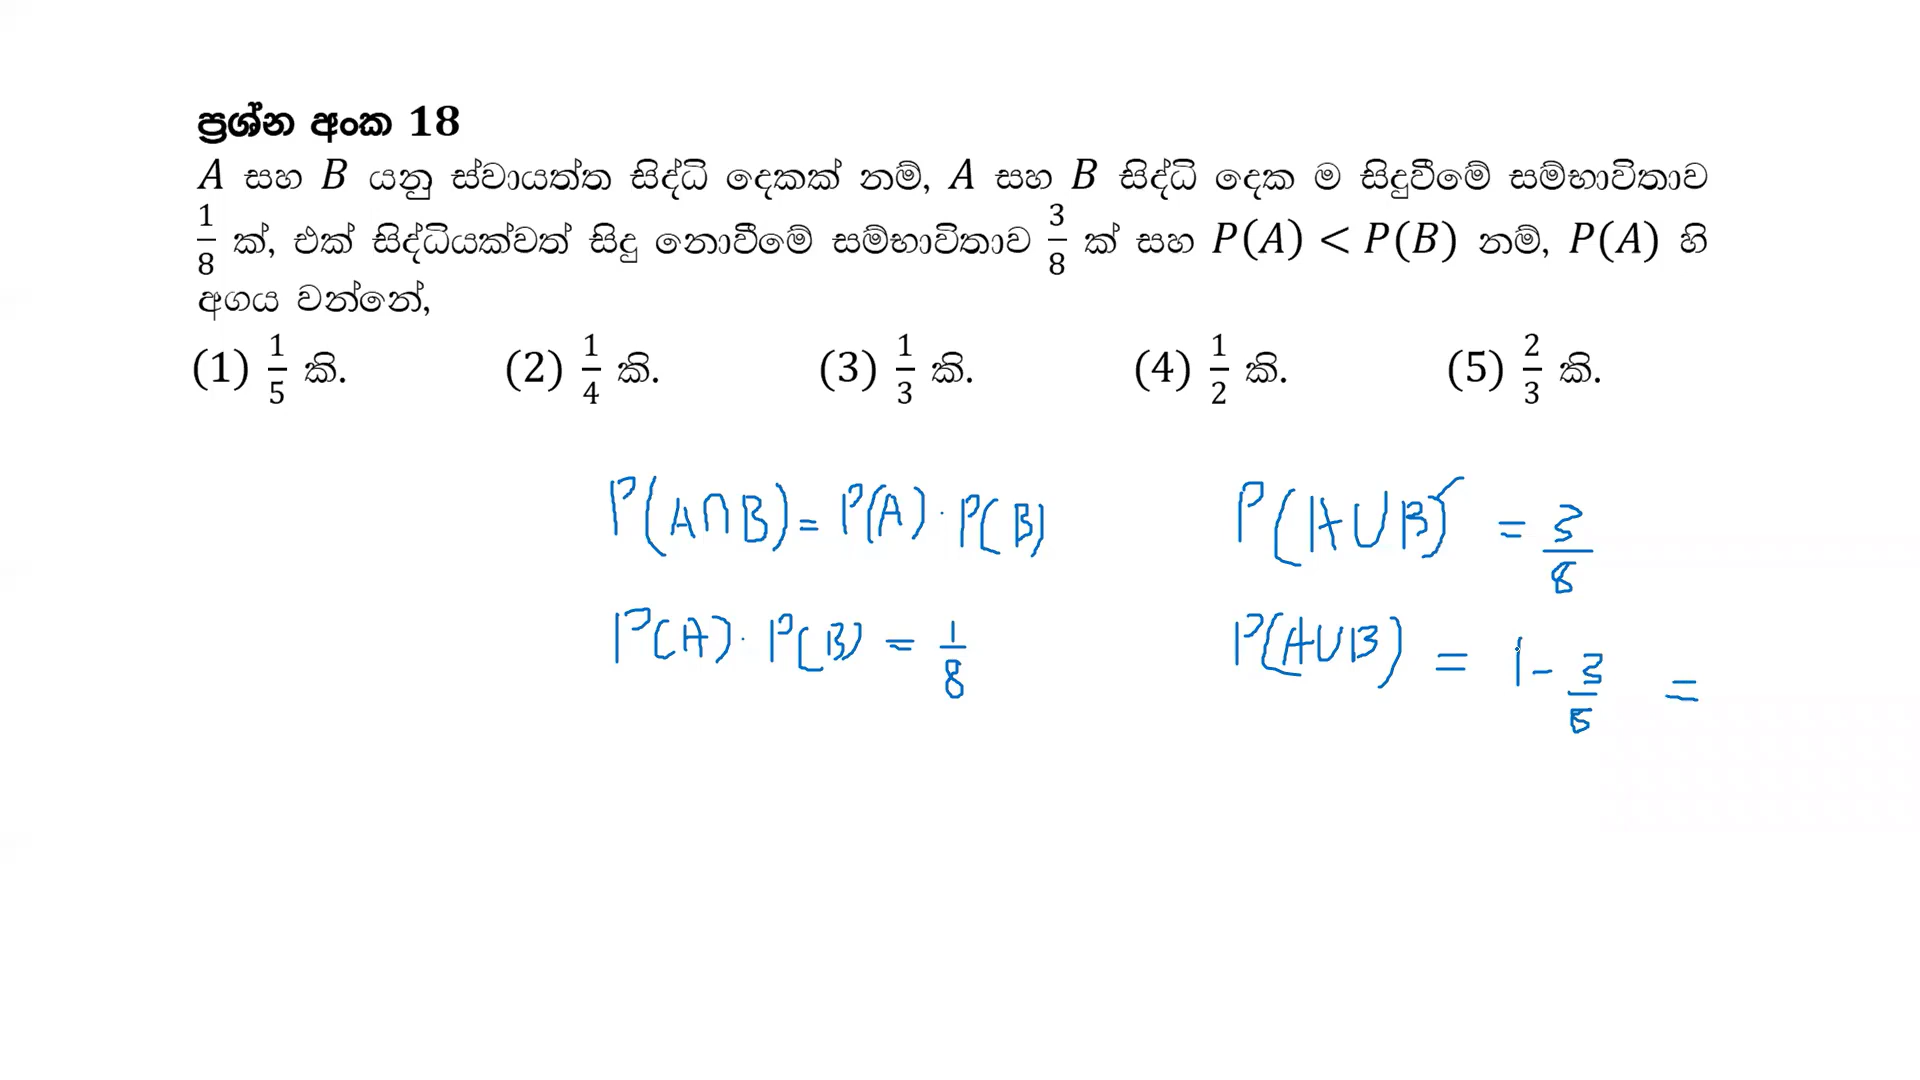 ප්‍රශ්න අංක 18
A සහ B යනු ස්වායත්ත සිද්ධි දෙකක් නම්, A සහ B සිද්ධි දෙක ම සිදුවීමේ සම්භාවිතාව
1/8 ක්, එක් සිද්ධියක්වත් සිදු නොවීමේ සම්භාවිතාව 3/8 ක් සහ P(A) < P(B) නම්, P(A) හි
අගය වන්නේ,
(1) 1/5 කි. (2) 1/4 කි. (3) 1/3 කි. (4) 1/2 කි. (5) 2/3 කි.
P(A∩B) = P(A) · P(B) P(A∪B)′ = 3/8
P(A) · P(B) = 1/8 P(A∪B) = 1 - 3/8 =